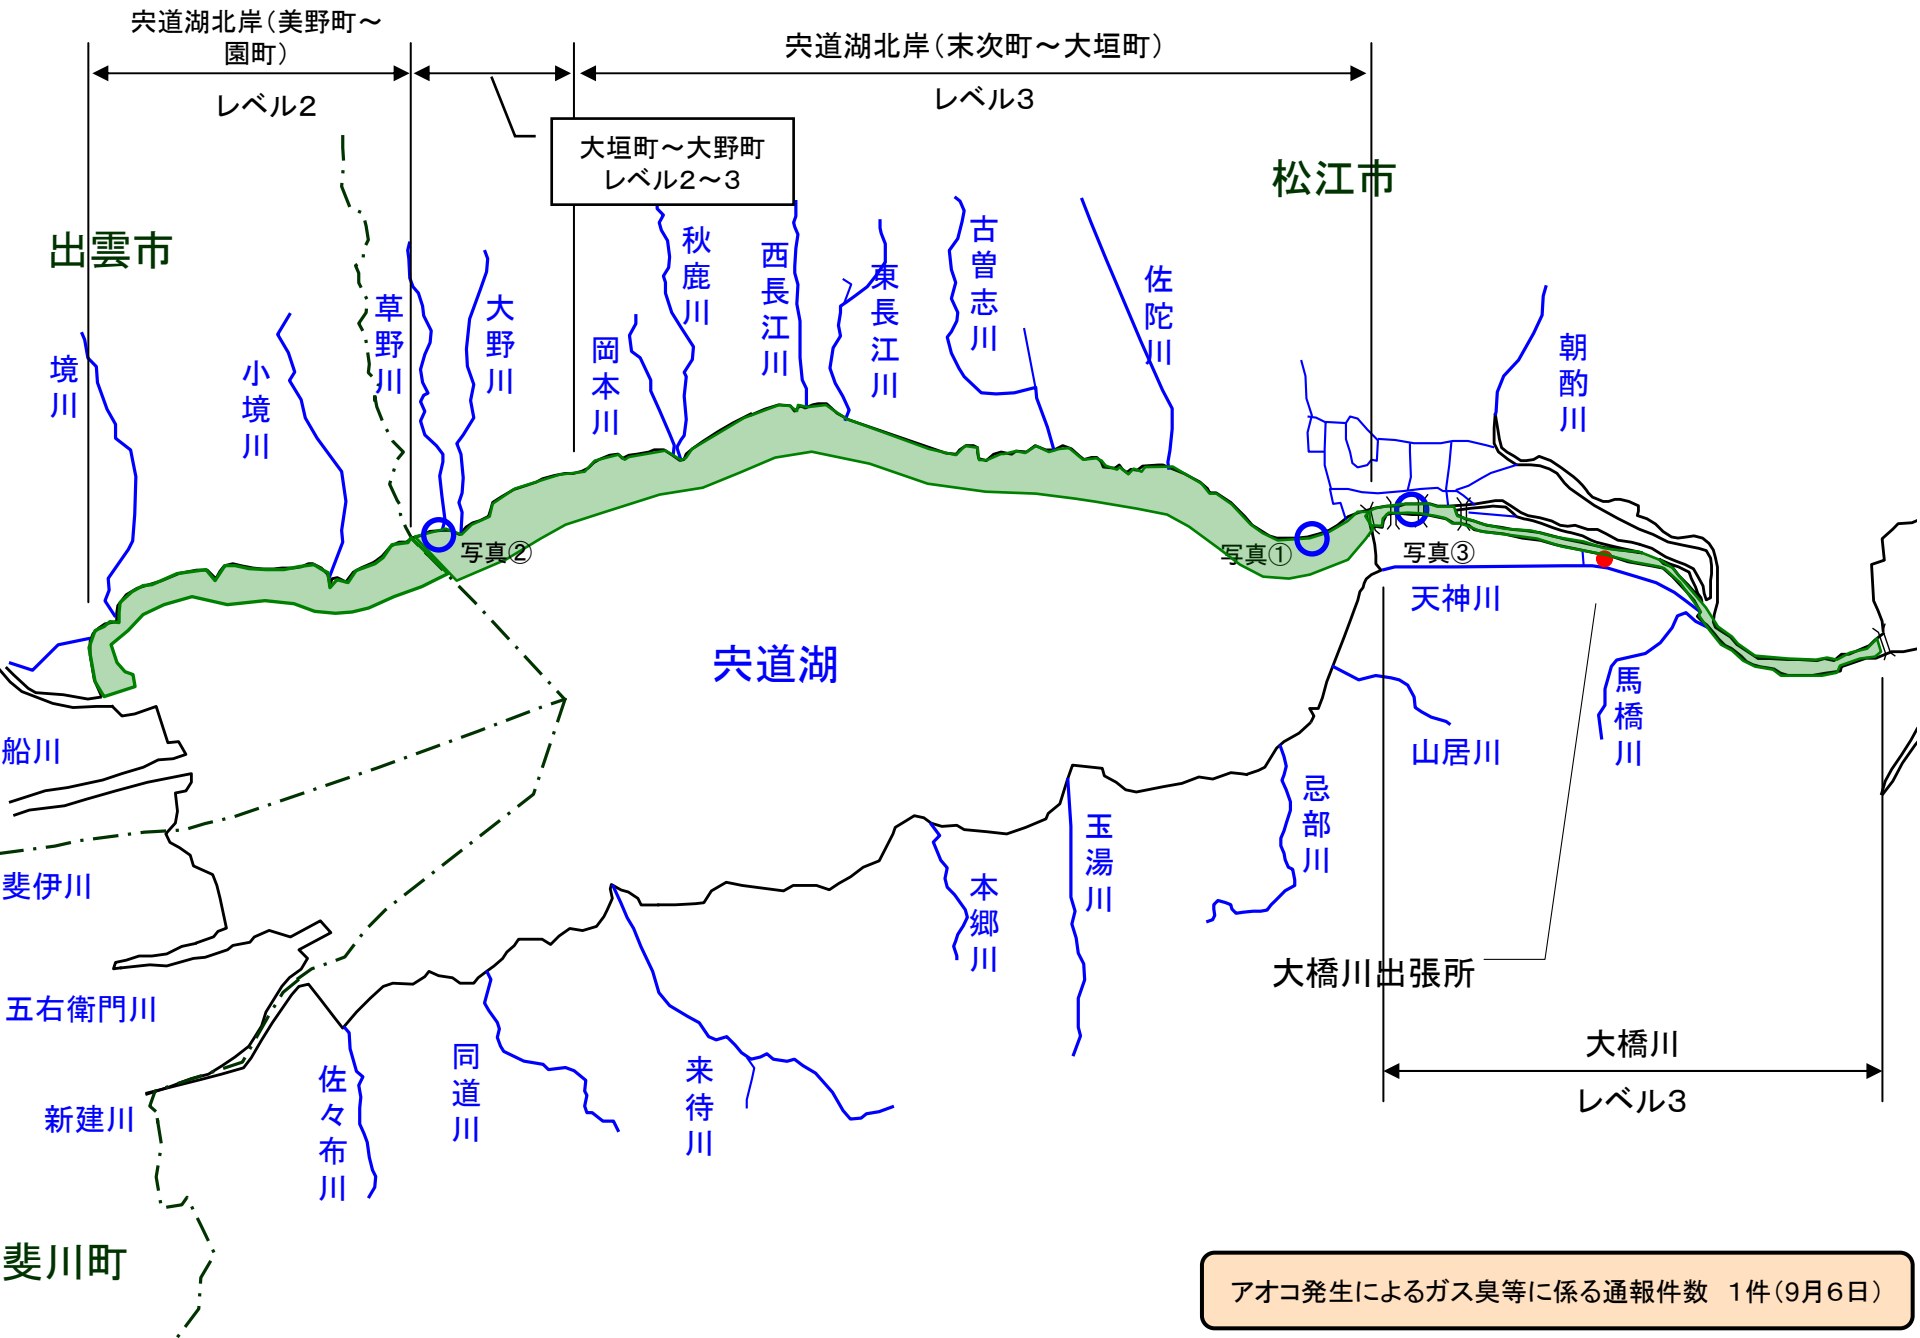 宍道湖北岸（美野町～
園町）
レベル２
宍道湖北岸（末次町～大垣町）
レベル３
大垣町～大野町
レベル２～３
松江市
出雲市
境川
小境川
草野川
大野川
岡本川
秋鹿川
西長江川
東長江川
古曽志川
佐陀川
朝酌川
写真②
写真①
写真③
天神川
宍道湖
馬橋川
山居川
船川
忌部川
玉湯川
本郷川
斐伊川
大橋川出張所
五右衛門川
大橋川
レベル３
新建川
佐々布川
同道川
来待川
斐川町
アオコ発生によるガス臭等に係る通報件数　１件（９月６日）